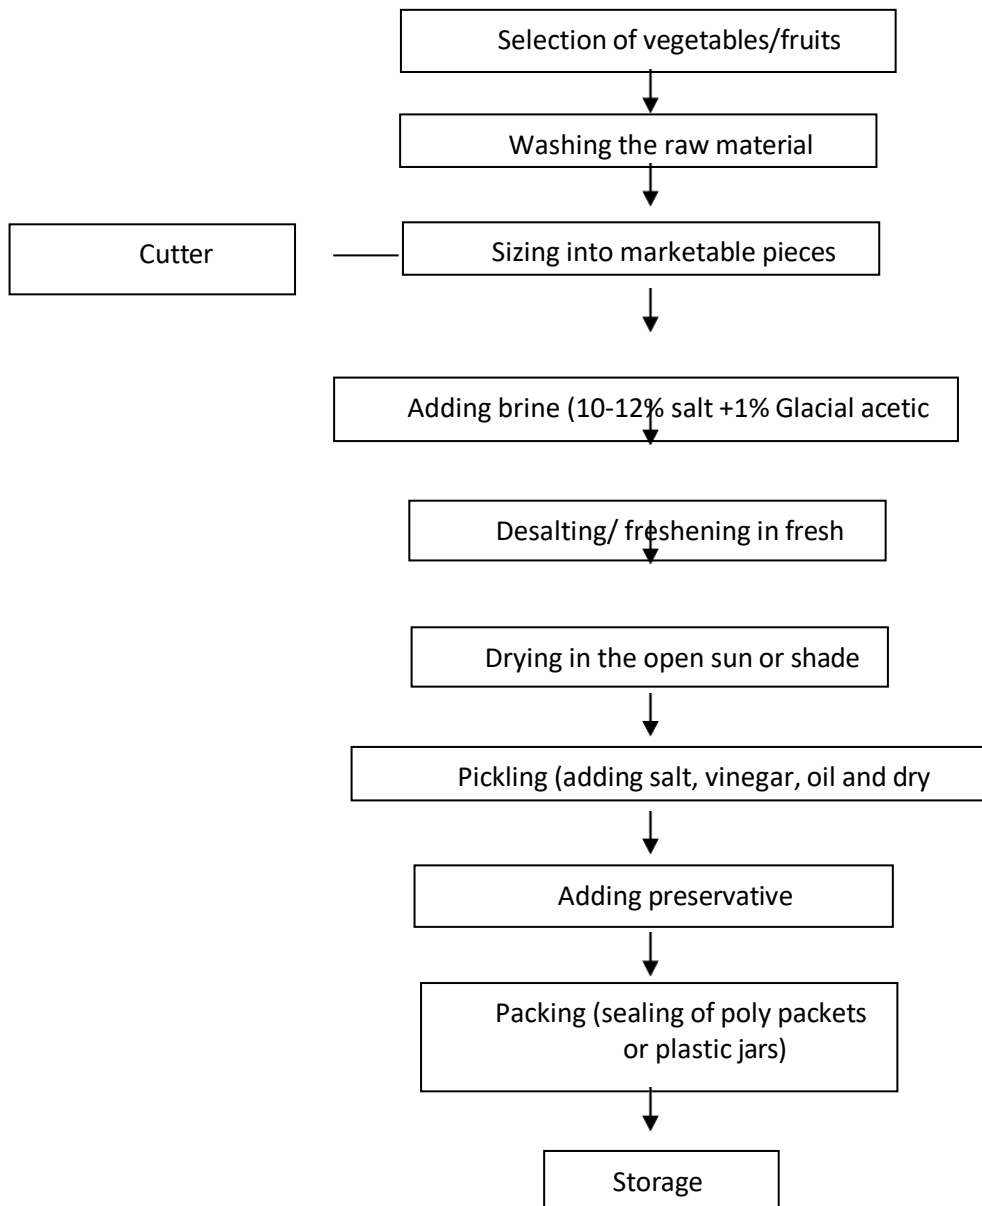 Selection of vegetables/fruits
Washing the raw material
Cutter
Sizing into marketable pieces
Adding brine (10-12% salt +1% Glacial acetic
Desalting/ freshening in fresh
Drying in the open sun or shade
Pickling (adding salt, vinegar, oil and dry
Adding preservative
Packing (sealing of poly packets
or plastic jars)
Storage